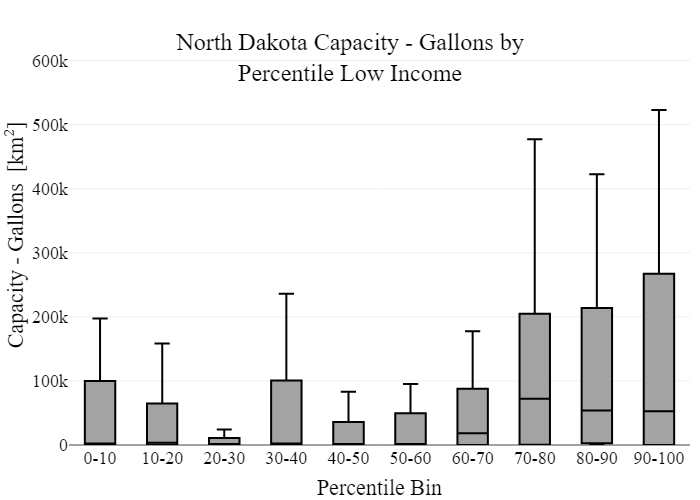 North Dakota Capacity - Gallons by
Percentile Low Income
Capacity - Gallons [km²]
600k
500k
400k
300k
200k
100k
0
0-10 10-20 20-30 30-40 40-50 50-60 60-70 70-80 80-90 90-100
Percentile Bin